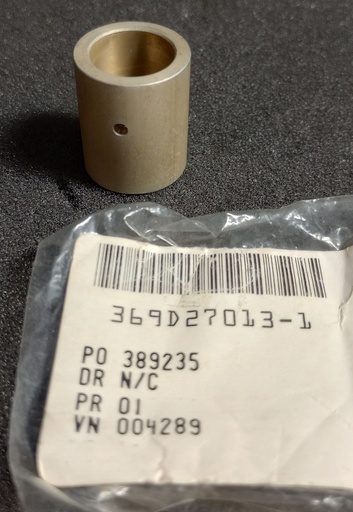 369D27013-1
PO 389235
DR N/C
PR 01
VN 004289